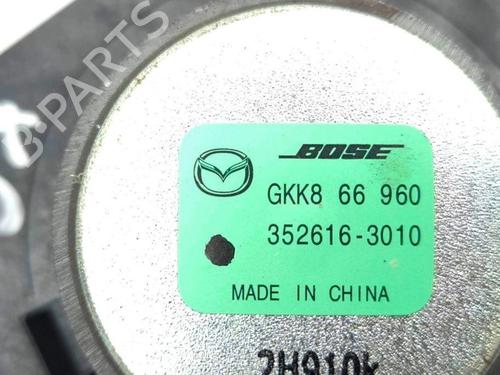 BOSE
GKK8 66 960
352616-3010
MADE IN CHINA
B-PARTS